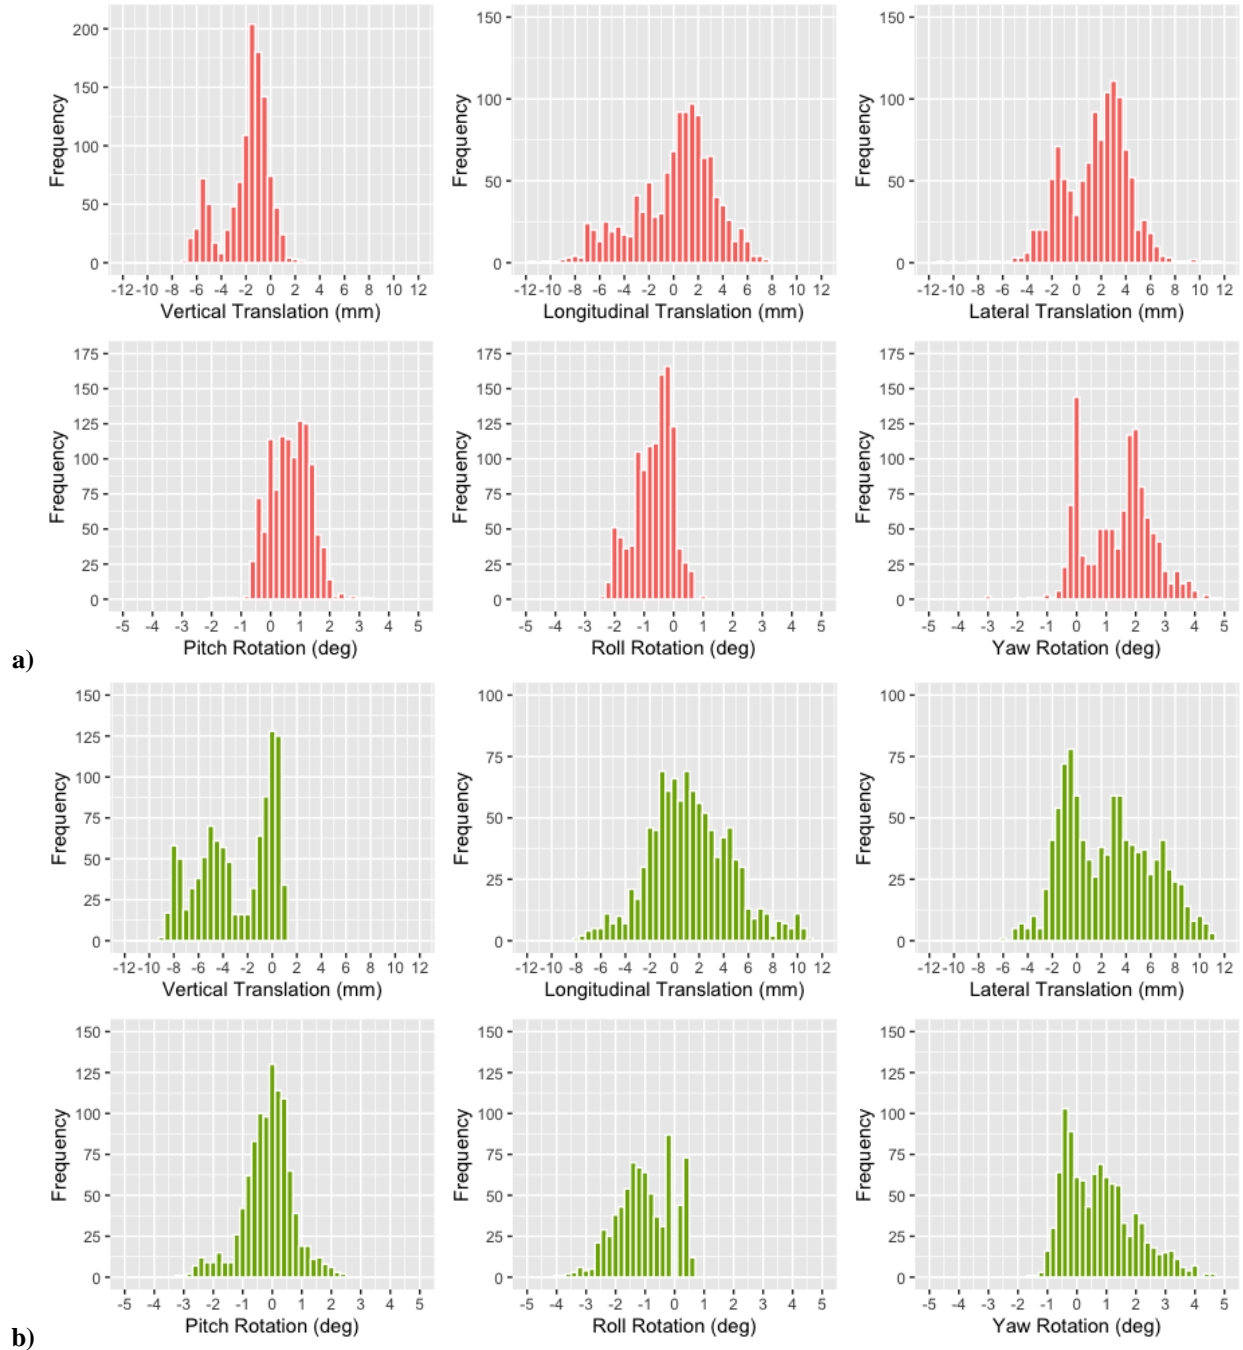 200
150
100
50
0
Frequency
-12 -10 -8 -6 -4 -2 0 2 4 6 8 10 12
Vertical Translation (mm)
150
100
50
0
Frequency
-12 -10 -8 -6 -4 -2 0 2 4 6 8 10 12
Longitudinal Translation (mm)
150
100
50
0
Frequency
-12 -10 -8 -6 -4 -2 0 2 4 6 8 10 12
Lateral Translation (mm)
175
150
125
100
75
50
25
0
Frequency
-5 -4 -3 -2 -1 0 1 2 3 4 5
Pitch Rotation (deg)
175
150
125
100
75
50
25
0
Frequency
-5 -4 -3 -2 -1 0 1 2 3 4 5
Roll Rotation (deg)
175
150
125
100
75
50
25
0
Frequency
-5 -4 -3 -2 -1 0 1 2 3 4 5
Yaw Rotation (deg)
a)
150
125
100
75
50
25
0
Frequency
-12 -10 -8 -6 -4 -2 0 2 4 6 8 10 12
Vertical Translation (mm)
100
75
50
25
0
Frequency
-12 -10 -8 -6 -4 -2 0 2 4 6 8 10 12
Longitudinal Translation (mm)
100
75
50
25
0
Frequency
-12 -10 -8 -6 -4 -2 0 2 4 6 8 10 12
Lateral Translation (mm)
150
125
100
75
50
25
0
Frequency
-5 -4 -3 -2 -1 0 1 2 3 4 5
Pitch Rotation (deg)
150
125
100
75
50
25
0
Frequency
-5 -4 -3 -2 -1 0 1 2 3 4 5
Roll Rotation (deg)
150
125
100
75
50
25
0
Frequency
-5 -4 -3 -2 -1 0 1 2 3 4 5
Yaw Rotation (deg)
b)